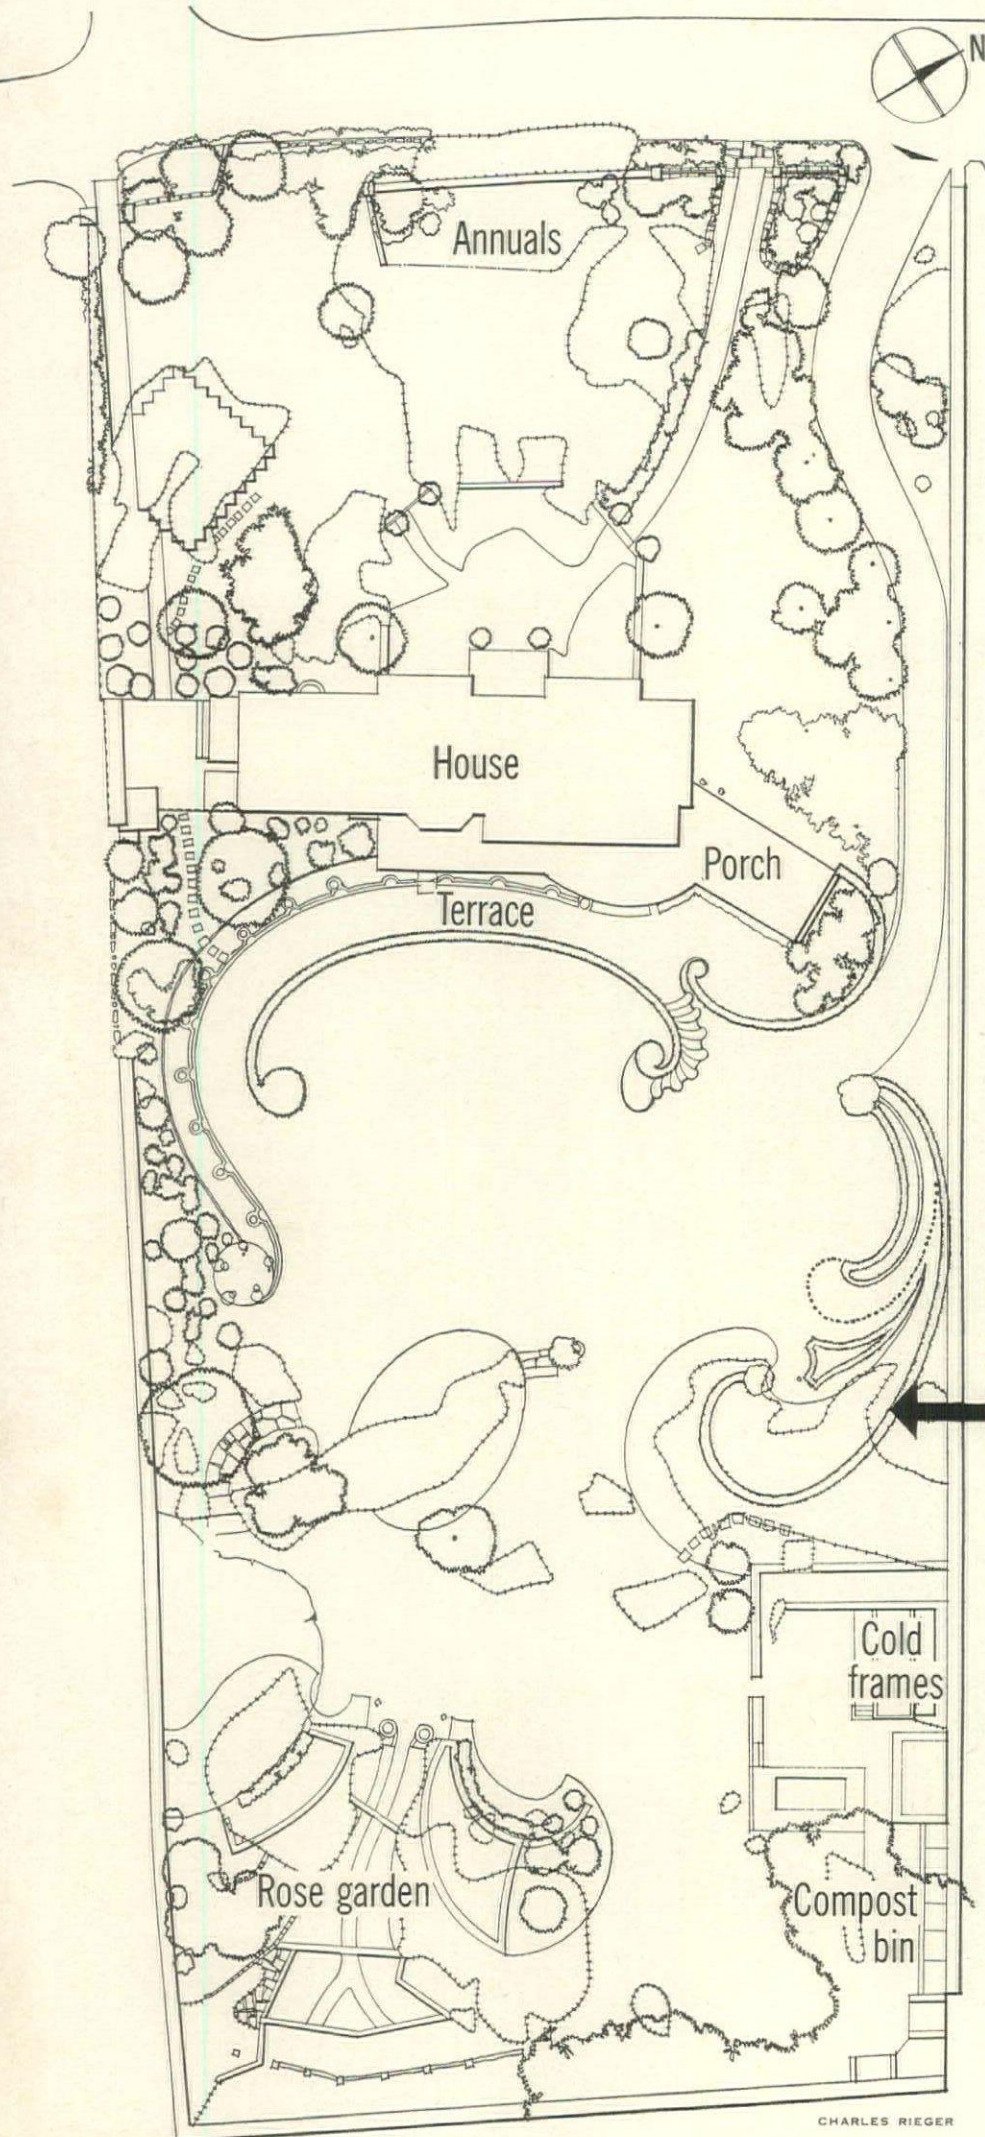 N
Annuals
House
Porch
Terrace
Cold
frames
Rose garden
Compost
bin
CHARLES RIEGER